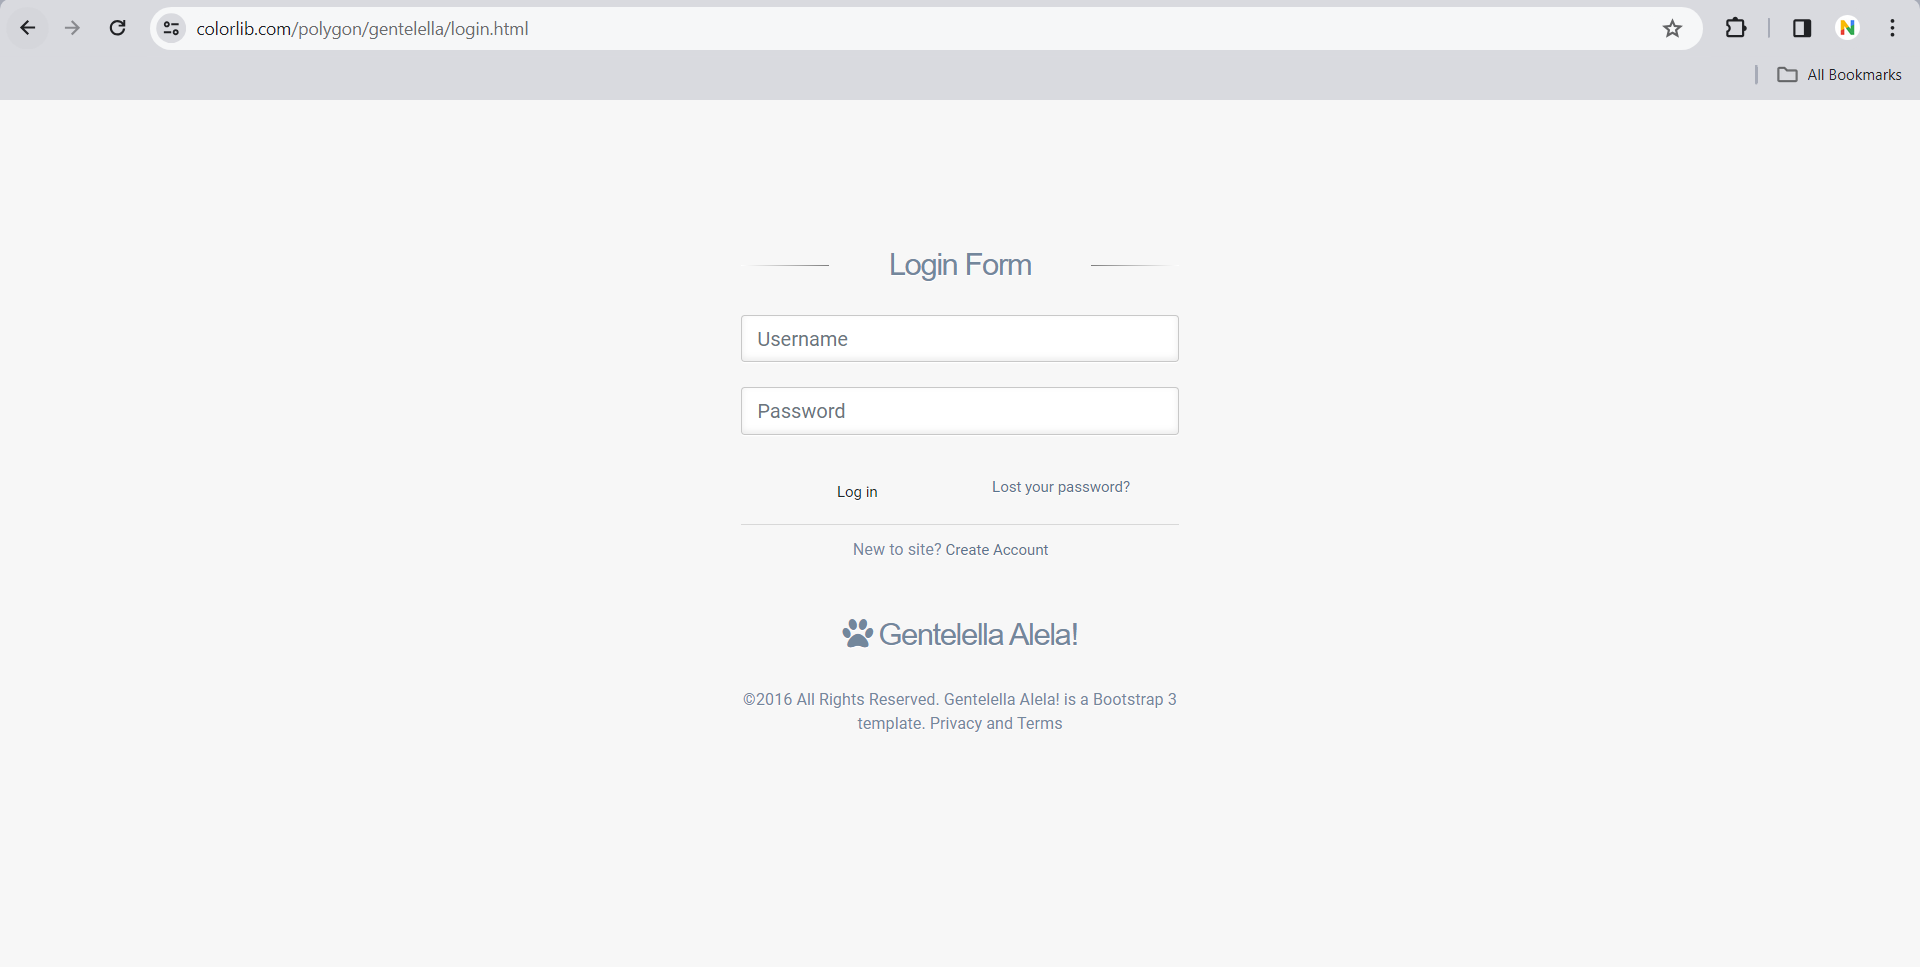 colorlib.com/polygon/gentelella/login.html
All Bookmarks
Login Form
Username
Password
Log in
Lost your password?
New to site? Create Account
Gentelella Alela!
©2016 All Rights Reserved. Gentelella Alela! is a Bootstrap 3
template. Privacy and Terms